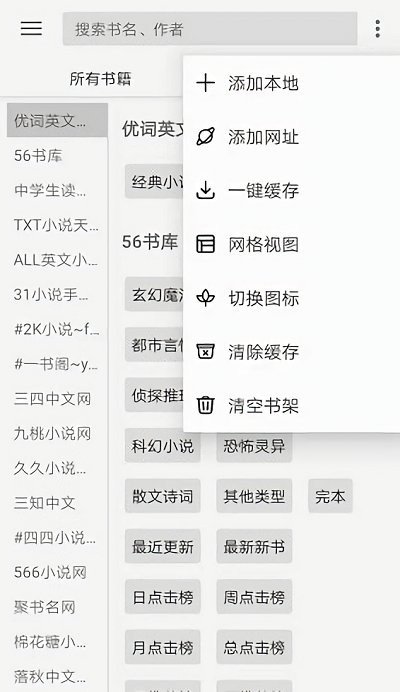 搜索书名、作者
所有书籍
添加本地
添加网址
一键缓存
网格视图
切换图标
清除缓存
清空书架
优词英文...
56书库
中学生读...
TXT小说天...
ALL英文小...
31小说手...
#2K小说~f...
#一书阁~y...
三四中文网
九桃小说网
久久小说...
三知中文
#四四小说...
566小说网
聚书名网
棉花糖小...
落秋中文...
优词英文
经典小说
56书库
玄幻魔法
都市言情
侦探推理
科幻小说 恐怖灵异
散文诗词 其他类型 完本
最近更新 最新新书
日点击榜 周点击榜
月点击榜 总点击榜